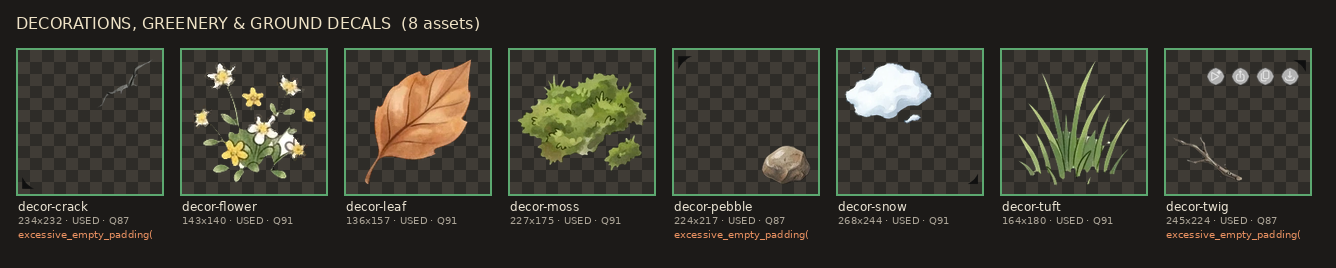 DECORATIONS, GREENERY & GROUND DECALS (8 assets)
decor-crack
234x232 · USED · Q87
excessive_empty_padding(
decor-flower
143x140 · USED · Q91
decor-leaf
136x157 · USED · Q91
decor-moss
227x175 · USED · Q91
decor-pebble
224x217 · USED · Q87
excessive_empty_padding(
decor-snow
268x244 · USED · Q91
decor-tuft
164x180 · USED · Q91
decor-twig
245x224 · USED · Q87
excessive_empty_padding(